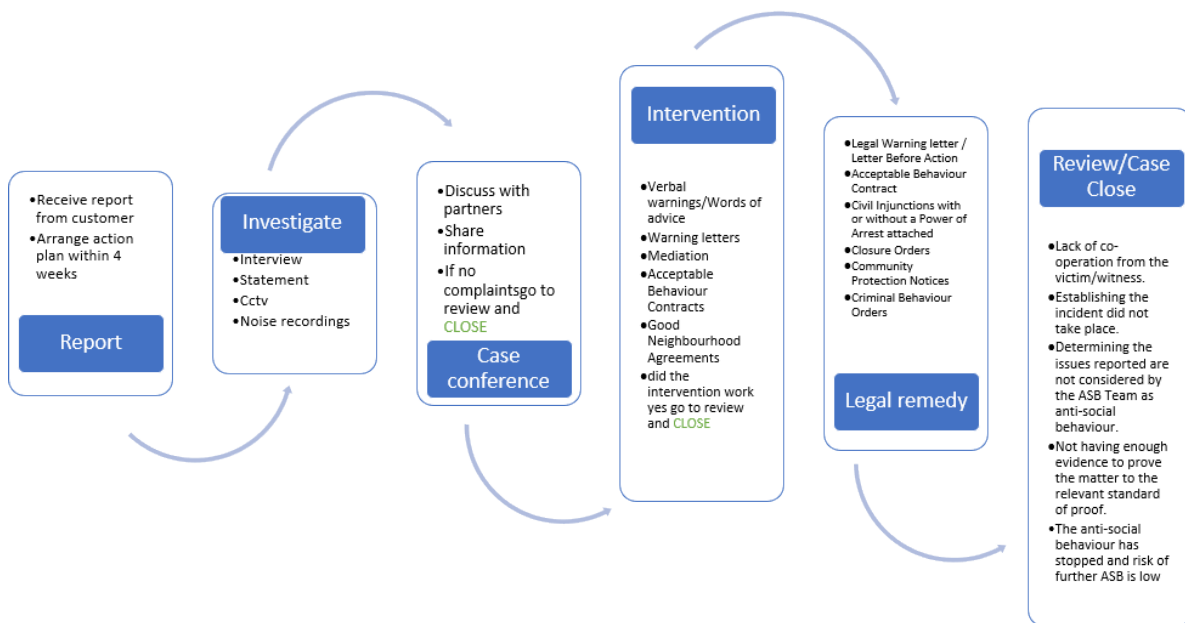 •Receive report
from customer
•Arrange action
plan within 4
weeks
Report
Investigate
•Interview
•Statement
•Cctv
•Noise recordings
•Discuss with
partners
•Share
information
•If no
complaintsgo to
review and
CLOSE
Case
conference
Intervention
•Verbal
warnings/Words of
advice
•Warning letters
•Mediation
•Acceptable
Behaviour
Contracts
•Good
Neighbourhood
Agreements
•did the
intervention work
yes go to review
and CLOSE
•Legal Warning letter /
Letter Before Action
•Acceptable Behaviour
Contract
•Civil Injunctions with
or without a Power of
Arrest attached
•Closure Orders
•Community
Protection Notices
•Criminal Behaviour
Orders
Legal remedy
Review/Case
Close
•Lack of co-
operation from the
victim/witness.
•Establishing the
incident did not
take place.
•Determining the
issues reported are
not considered by
the ASB Team as
anti-social
behaviour.
•Not having enough
evidence to prove
the matter to the
relevant standard
of proof.
•The anti-social
behaviour has
stopped and risk of
further ASB is low